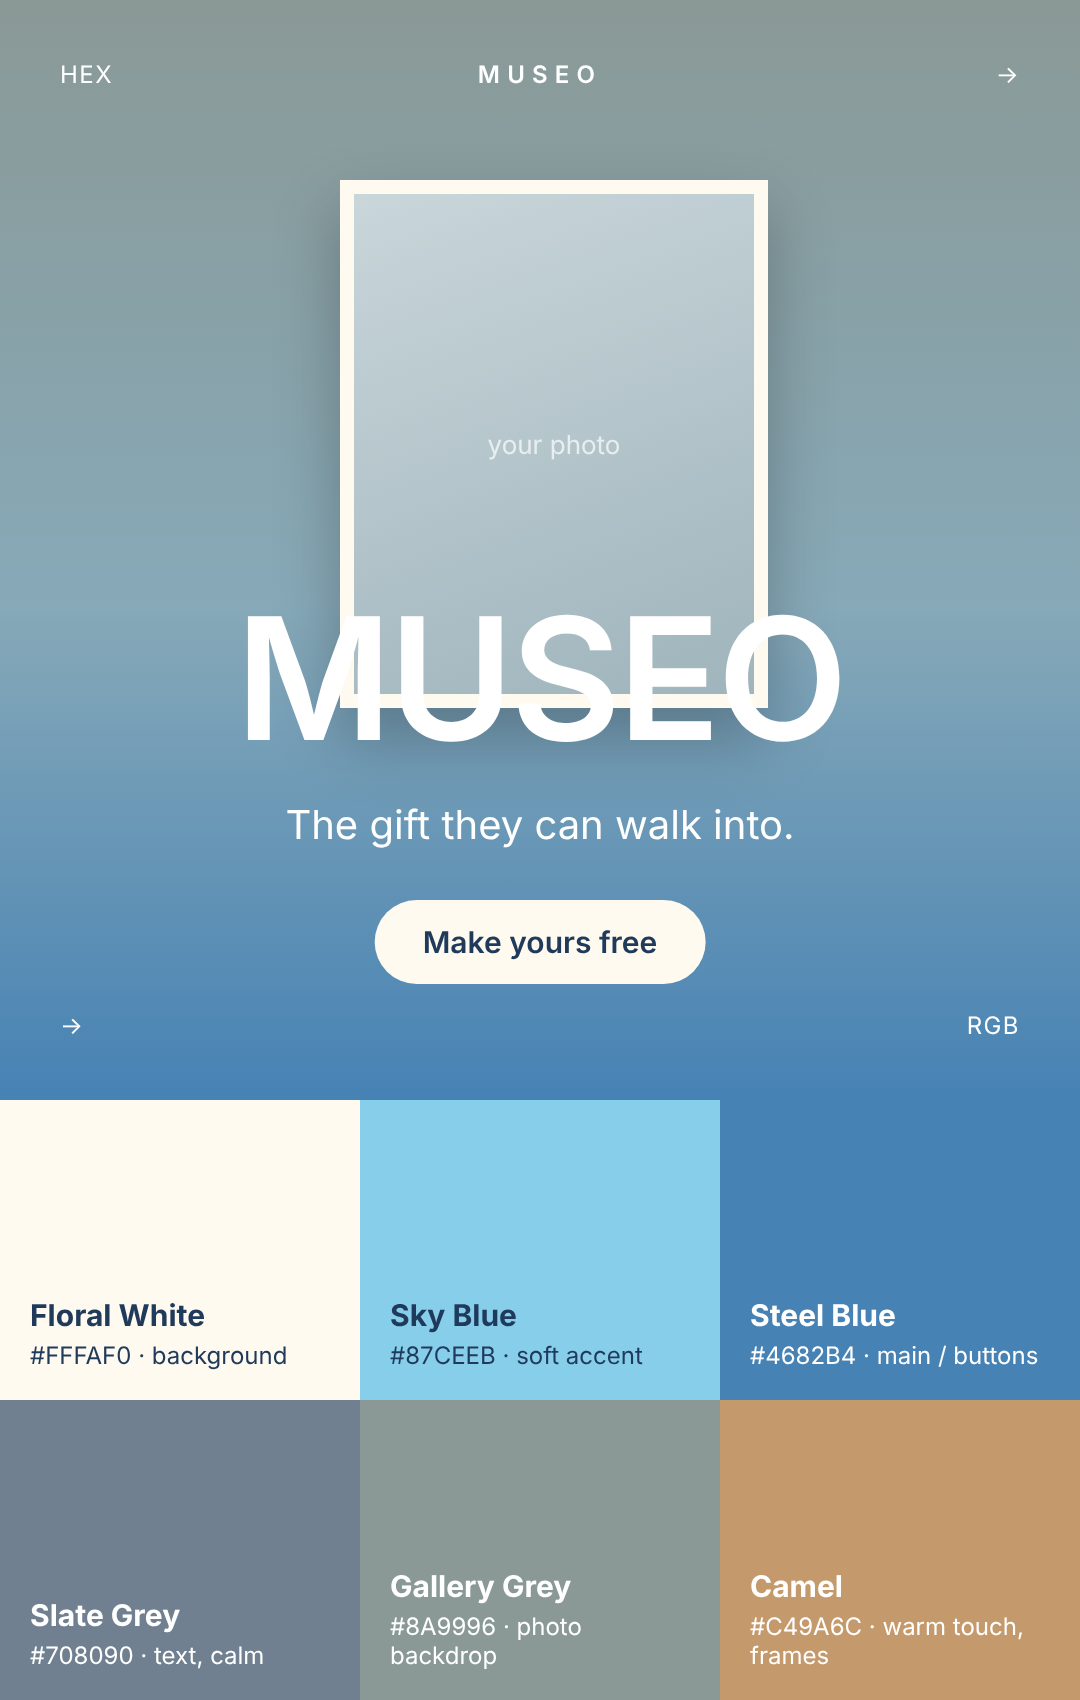 HEX
MUSEO
→
your photo
MUSEO
The gift they can walk into.
Make yours free
→
RGB
Floral White
#FFFAF0 · background
Sky Blue
#87CEEB · soft accent
Steel Blue
#4682B4 · main / buttons
Slate Grey
#708090 · text, calm
Gallery Grey
#8A9996 · photo
backdrop
Camel
#C49A6C · warm touch,
frames